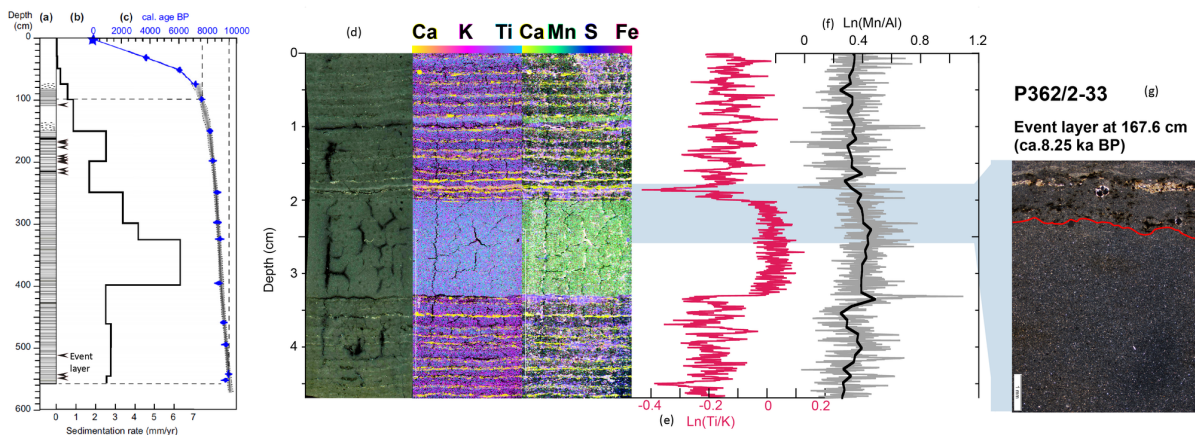 Depth (cm)
(a)
(b)
(c)
cal. age BP
0
2000
4000
6000
8000
10000
0
100
200
300
400
500
600
Event layer
0
1
2
3
4
5
6
7
Sedimentation rate (mm/yr)
(d)
Ca K Ti Ca Mn S Fe
0
1
2
3
4
Depth (cm)
-0.4
-0.2
0
0.2
(e) Ln(Ti/K)
(f) Ln(Mn/Al)
0
0.4
0.8
1.2
P362/2-33
(g)
Event layer at 167.6 cm
(ca.8.25 ka BP)